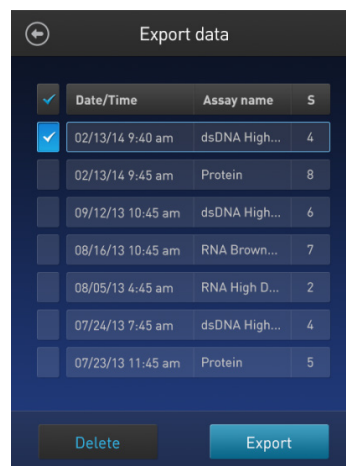 Export data
Date/Time Assay name S
02/13/14 9:40 am dsDNA High... 4
02/13/14 9:45 am Protein 8
09/12/13 10:45 am dsDNA High... 6
08/16/13 10:45 am RNA Brown... 7
08/05/13 4:45 am RNA High D... 2
07/24/13 7:45 am dsDNA High... 4
07/23/13 11:45 am Protein 5
Delete Export